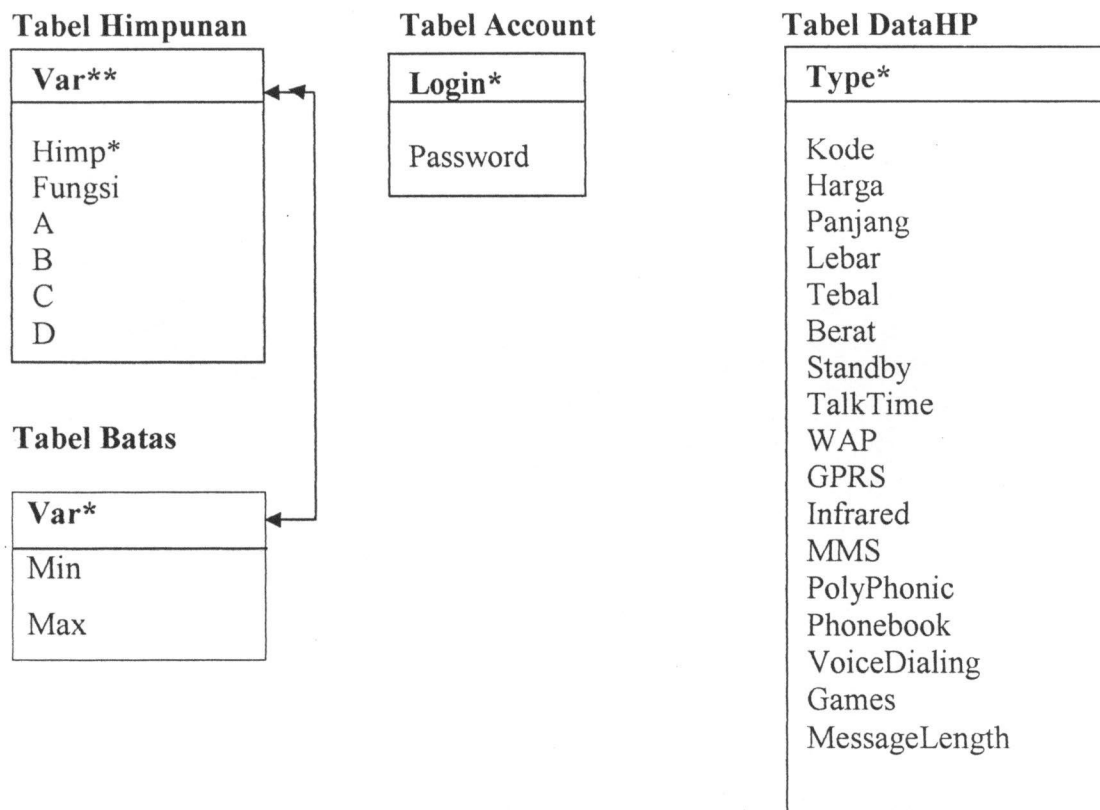 Tabel Himpunan
Var**
Himp*
Fungsi
A
B
C
D
Tabel Batas
Var*
Min
Max
Tabel Account
Login*
Password
Tabel DataHP
Type*
Kode
Harga
Panjang
Lebar
Tebal
Berat
Standby
TalkTime
WAP
GPRS
Infrared
MMS
PolyPhonic
Phonebook
VoiceDialing
Games
MessageLength